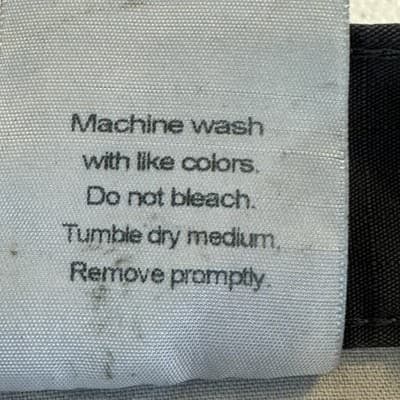 Machine wash
with like colors.
Do not bleach.
Tumble dry medium.
Remove promptly.